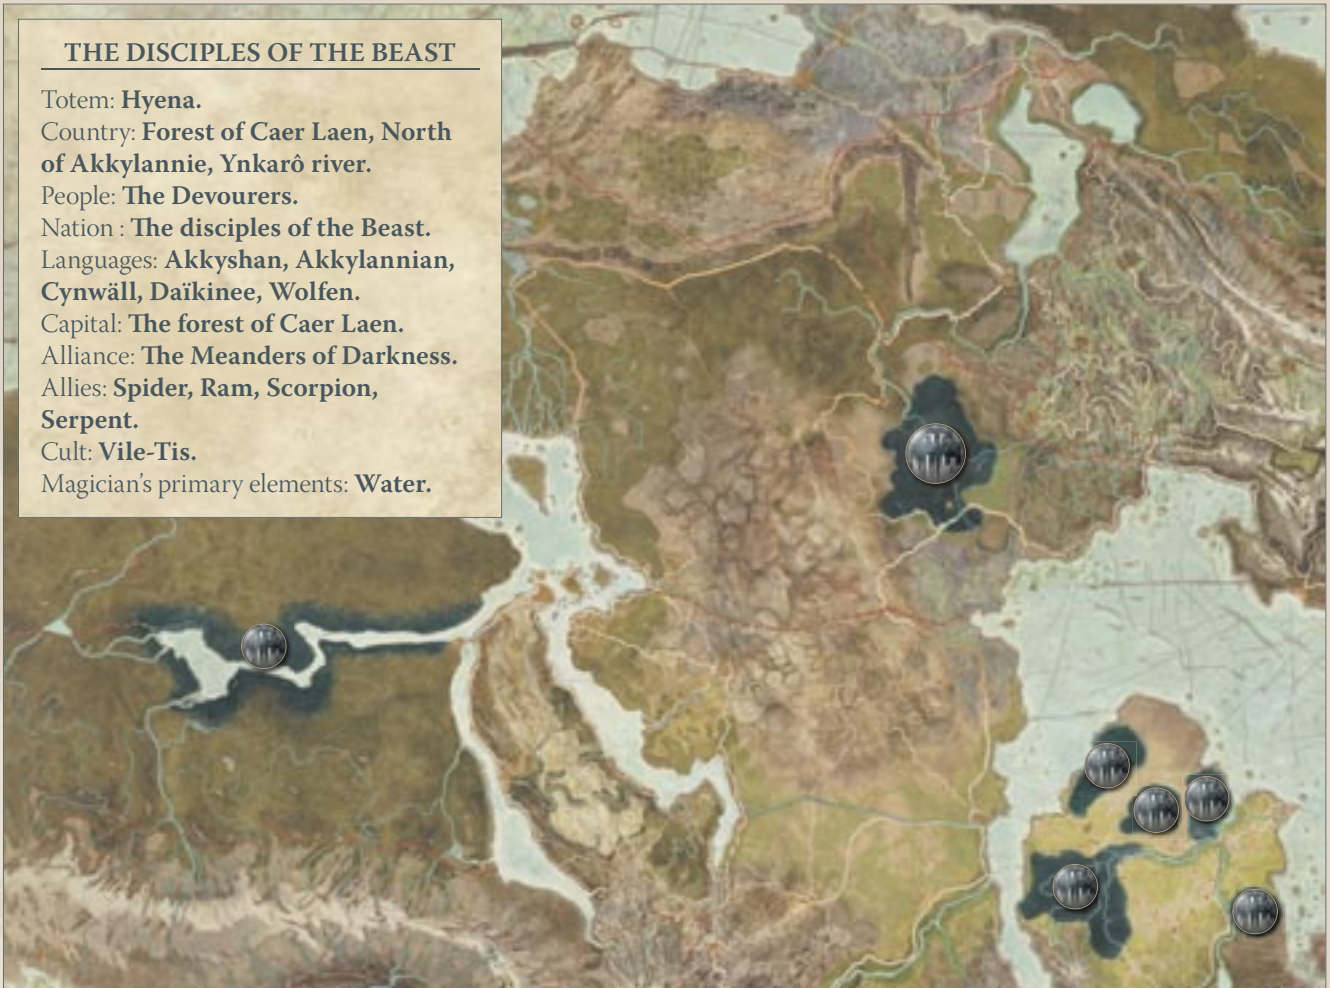 THE DISCIPLES OF THE BEAST
Totem: Hyena.
Country: Forest of Caer Laen, North
of Akkylannie, Ynkarô river.
People: The Devourers.
Nation : The disciples of the Beast.
Languages: Akkyshan, Akkylannian,
Cynwäll, Daïkinee, Wolfen.
Capital: The forest of Caer Laen.
Alliance: The Meanders of Darkness.
Allies: Spider, Ram, Scorpion,
Serpent.
Cult: Vile-Tis.
Magician's primary elements: Water.